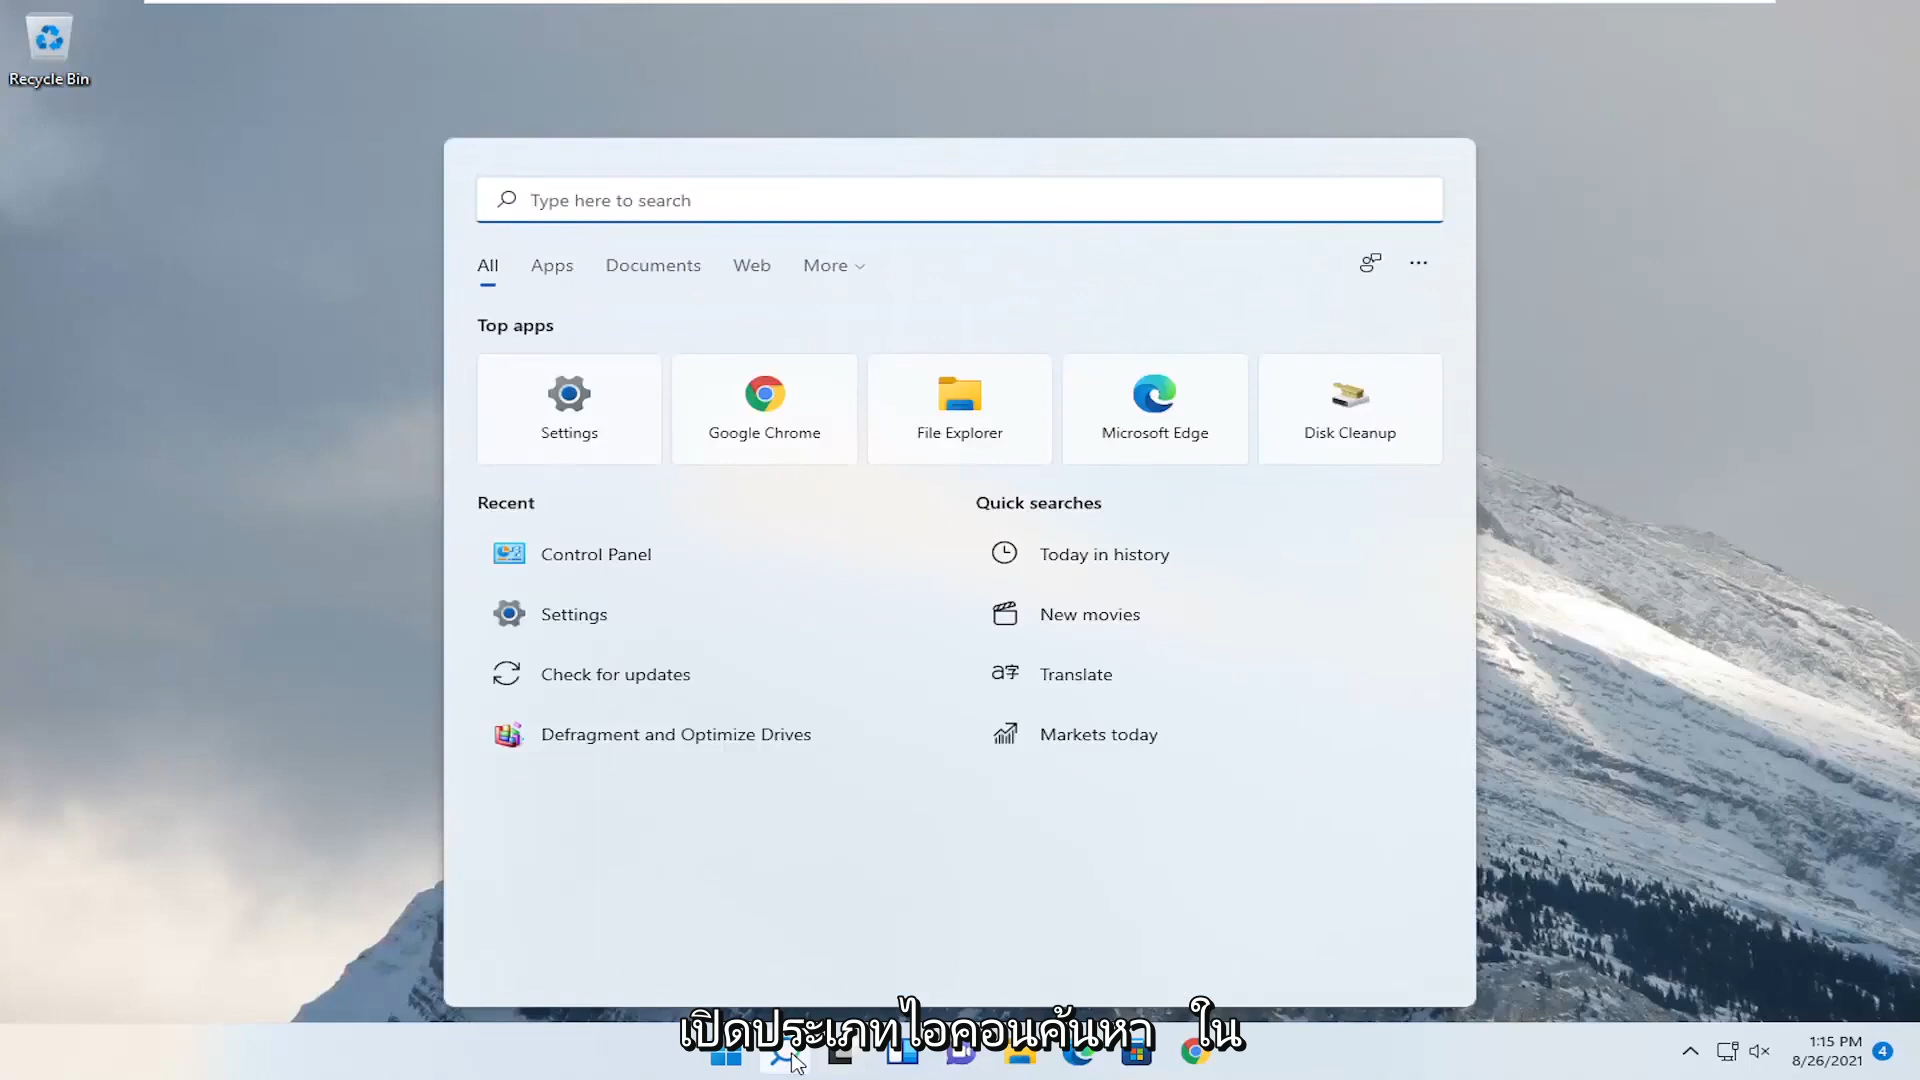 Recycle Bin
Type here to search
All Apps Documents Web More
Top apps
Settings Google Chrome File Explorer Microsoft Edge Disk Cleanup
Recent
Quick searches
Control Panel
Today in history
Settings
New movies
Check for updates
Translate
Defragment and Optimize Drives
Markets today
เปิดประเภทไอคอนค้นหา ใน
1:15 PM
8/26/2021
4